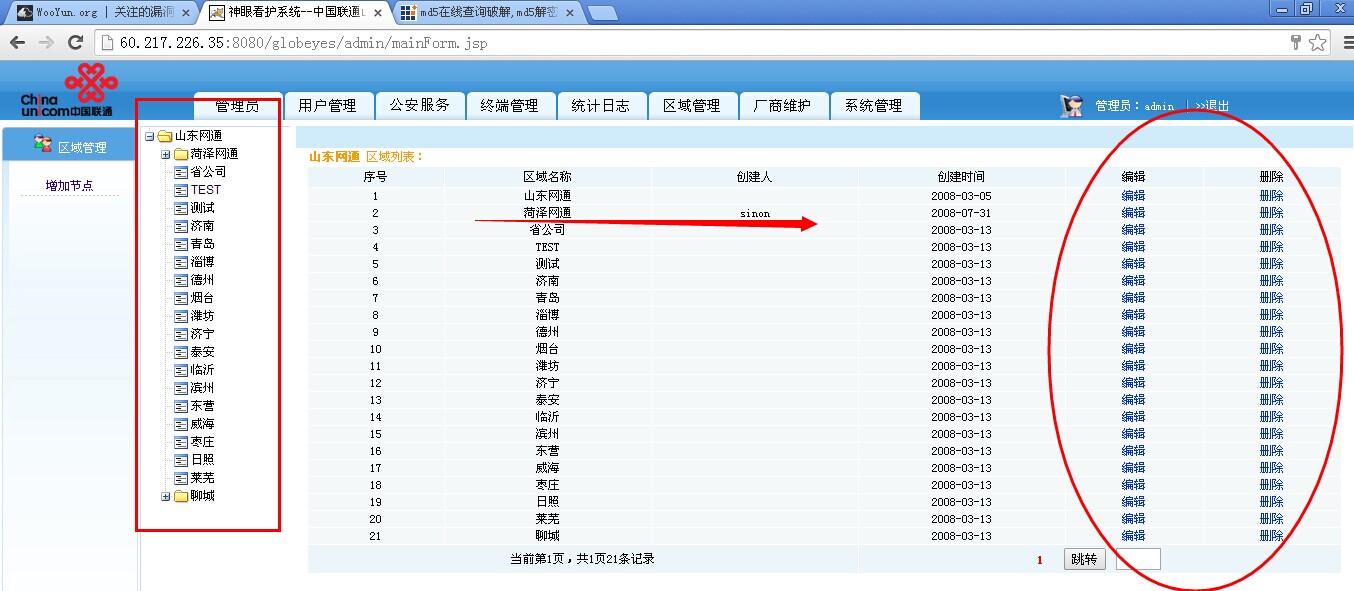 WooYun.org | 关注的漏洞
神眼看护系统--中国联通
md5在线查询破解,md5解密
60.217.226.35:8080/globeyes/admin/mainForm.jsp
China unicom中国联通
管理员 用户管理 公安服务 终端管理 统计日志 区域管理 厂商维护 系统管理
管理员：admin | >>退出
区域管理
增加节点
山东网通
菏泽网通
省公司
TEST
测试
济南
青岛
淄博
德州
烟台
潍坊
济宁
泰安
临沂
滨州
东营
威海
枣庄
日照
莱芜
聊城
山东网通 区域列表：
序号 区域名称 创建人 创建时间 编辑 删除
1 山东网通 2008-03-05 编辑 删除
2 菏泽网通 sinon 2008-07-31 编辑 删除
3 省公司 2008-03-13 编辑 删除
4 TEST 2008-03-13 编辑 删除
5 测试 2008-03-13 编辑 删除
6 济南 2008-03-13 编辑 删除
7 青岛 2008-03-13 编辑 删除
8 淄博 2008-03-13 编辑 删除
9 德州 2008-03-13 编辑 删除
10 烟台 2008-03-13 编辑 删除
11 潍坊 2008-03-13 编辑 删除
12 济宁 2008-03-13 编辑 删除
13 泰安 2008-03-13 编辑 删除
14 临沂 2008-03-13 编辑 删除
15 滨州 2008-03-13 编辑 删除
16 东营 2008-03-13 编辑 删除
17 威海 2008-03-13 编辑 删除
18 枣庄 2008-03-13 编辑 删除
19 日照 2008-03-13 编辑 删除
20 莱芜 2008-03-13 编辑 删除
21 聊城 2008-03-13 编辑 删除
当前第1页，共1页21条记录 1 跳转